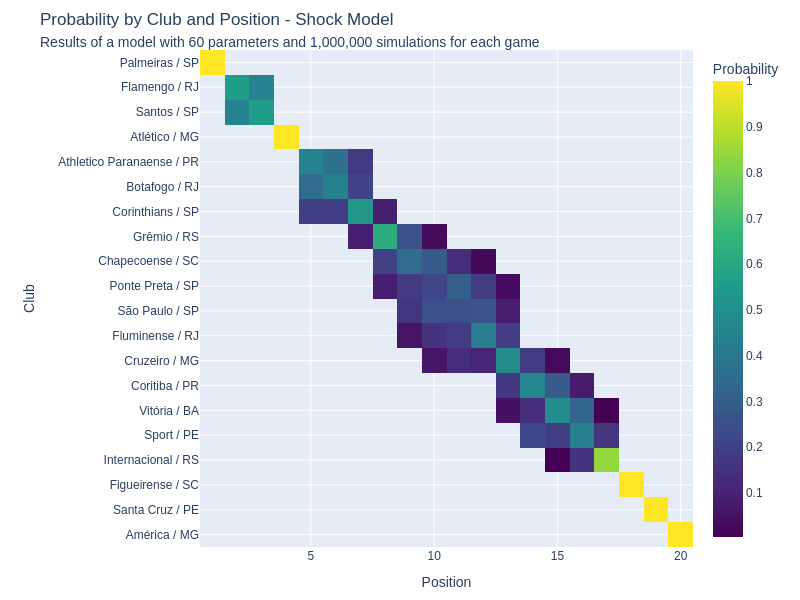 Probability by Club and Position - Shock Model
Results of a model with 60 parameters and 1,000,000 simulations for each game
Probability
Palmeiras / SP
Flamengo / RJ
Santos / SP
Atlético / MG
Athletico Paranaense / PR
Botafogo / RJ
Corinthians / SP
Grêmio / RS
Chapecoense / SC
Ponte Preta / SP
São Paulo / SP
Fluminense / RJ
Cruzeiro / MG
Coritiba / PR
Vitória / BA
Sport / PE
Internacional / RS
Figueirense / SC
Santa Cruz / PE
América / MG
Club
5
10
15
20
Position
1
0.9
0.8
0.7
0.6
0.5
0.4
0.3
0.2
0.1